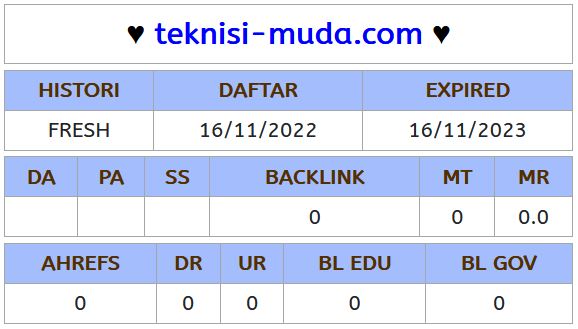 ♥ teknisi-muda.com ♥
HISTORI DAFTAR EXPIRED
FRESH 16/11/2022 16/11/2023
DA PA SS BACKLINK MT MR
0 0 0.0
AHREFS DR UR BL EDU BL GOV
0 0 0 0 0